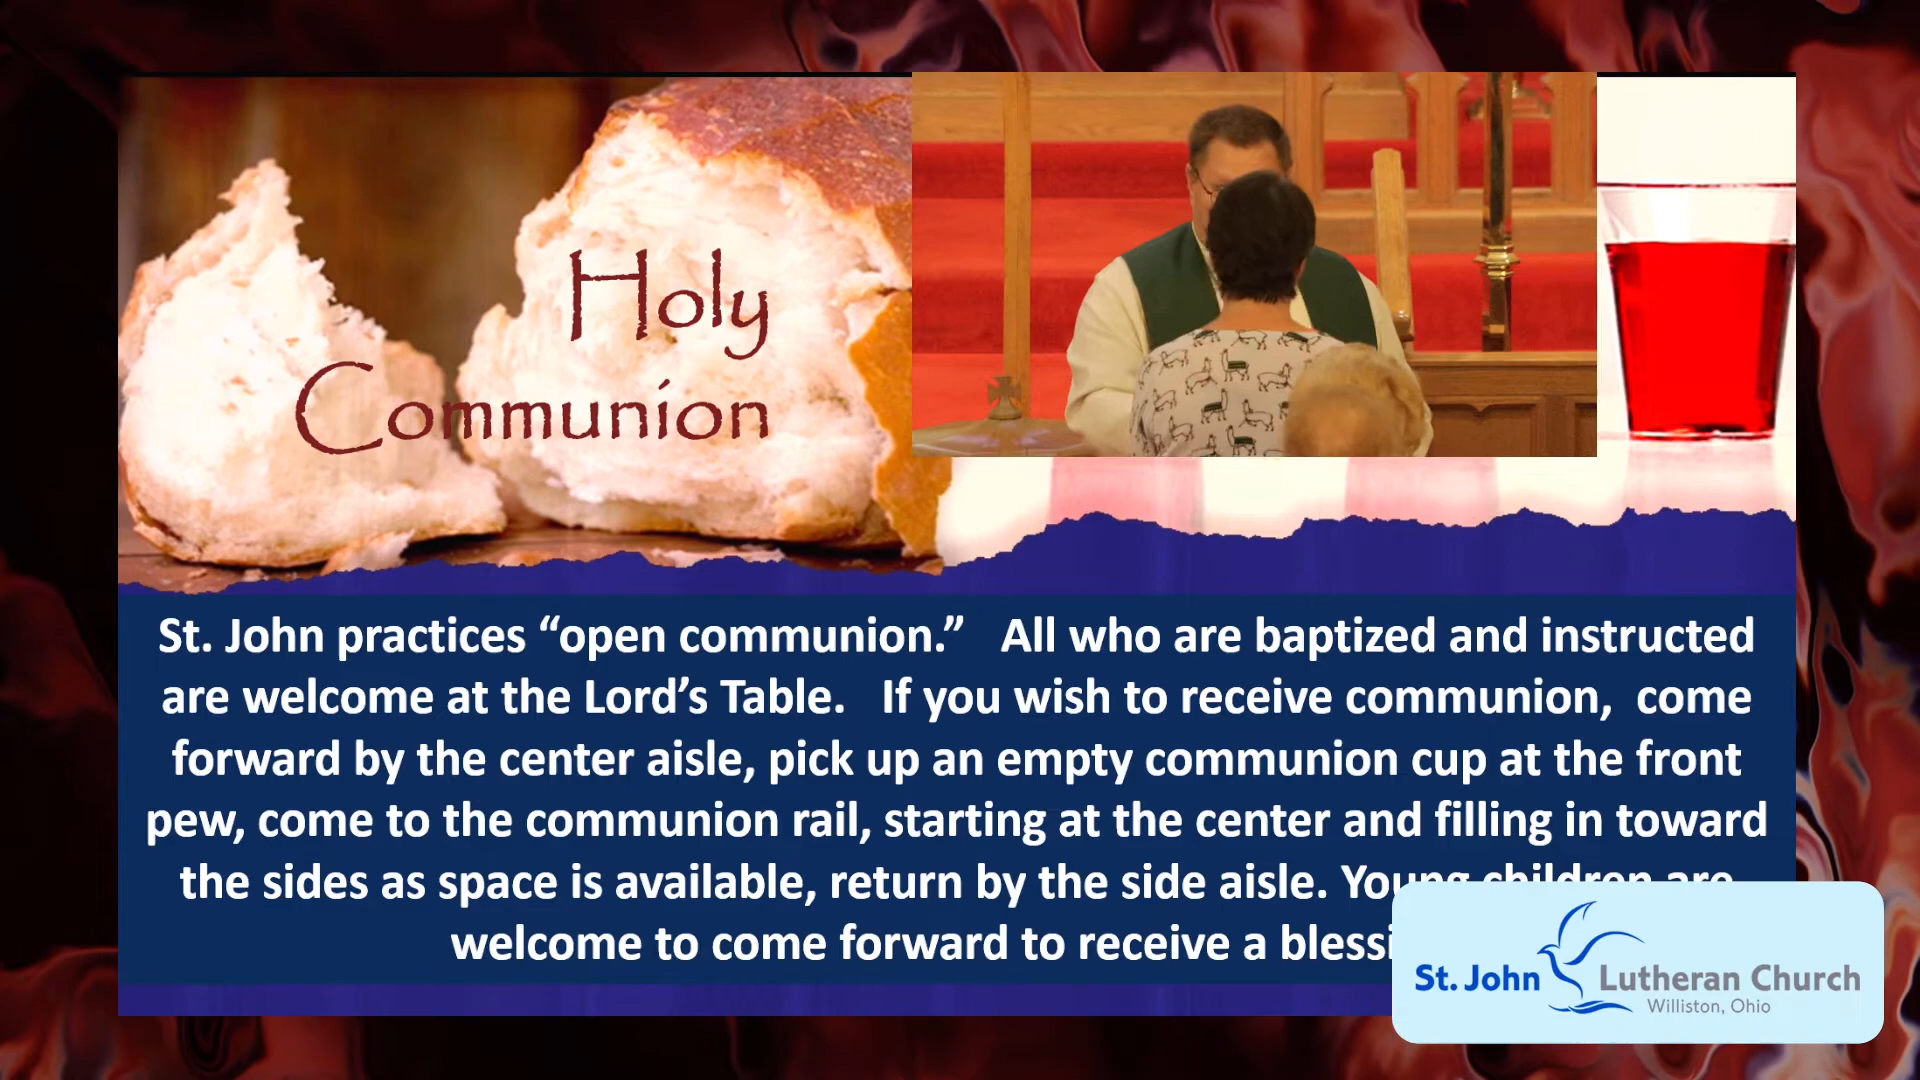 Holy
Communion
St. John practices “open communion.” All who are baptized and instructed
are welcome at the Lord’s Table. If you wish to receive communion, come
forward by the center aisle, pick up an empty communion cup at the front
pew, come to the communion rail, starting at the center and filling in toward
the sides as space is available, return by the side aisle. Young children are
welcome to come forward to receive a
St. John Lutheran Church
Williston, Ohio